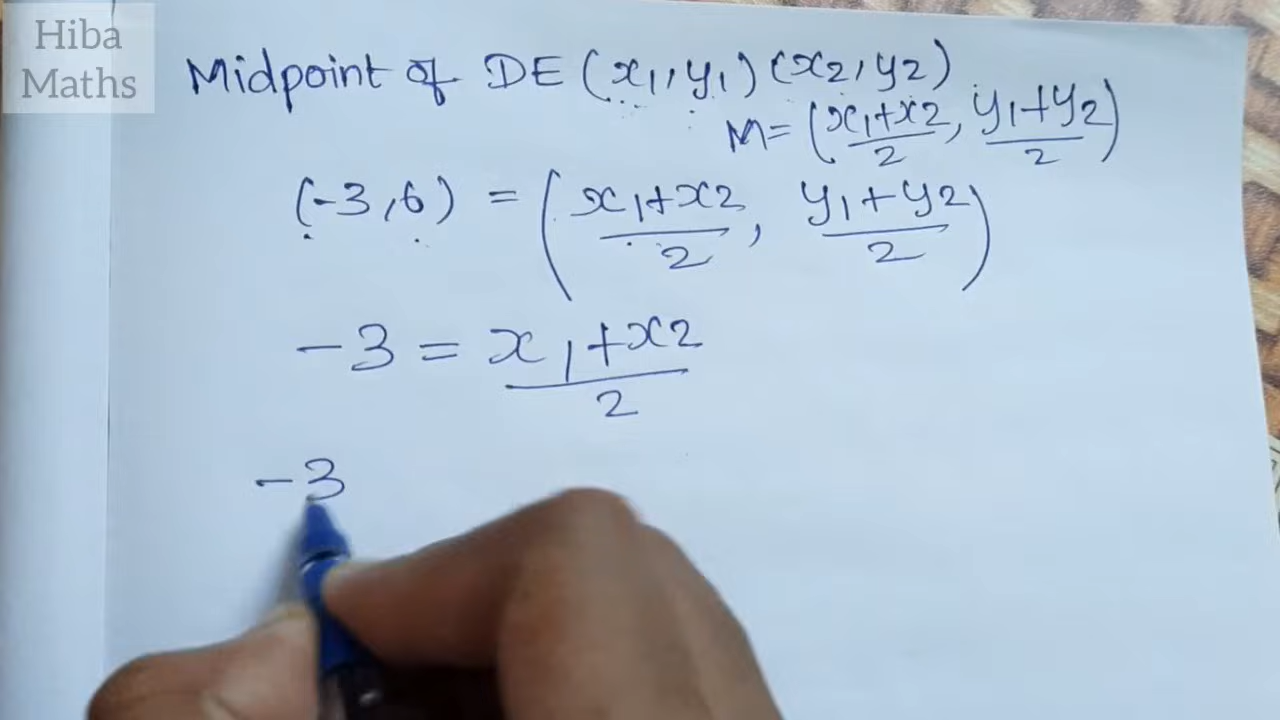 Hiba
Maths
Midpoint of DE (x₁, y₁) (x₂, y₂)
M = (x₁+x₂/2, y₁+y₂/2)
(-3, 6) = (x₁+x₂/2, y₁+y₂/2)
-3 = x₁+x₂/2
-3